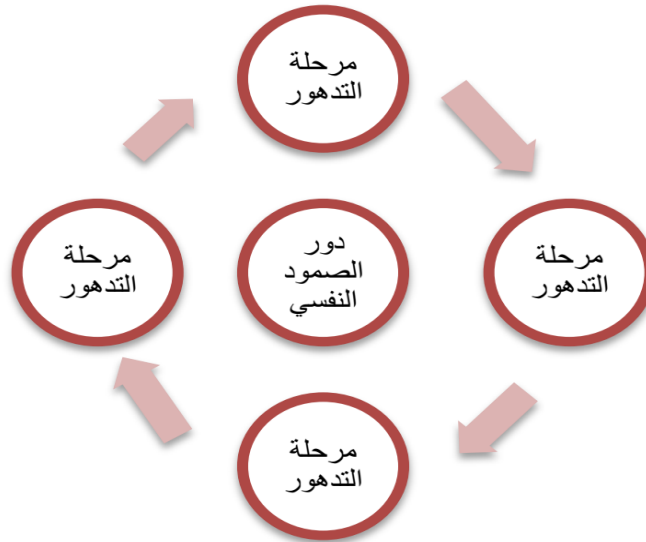 مرحلة
التدهور
مرحلة
التدهور
دور
الصمود
النفسي
مرحلة
التدهور
مرحلة
التدهور